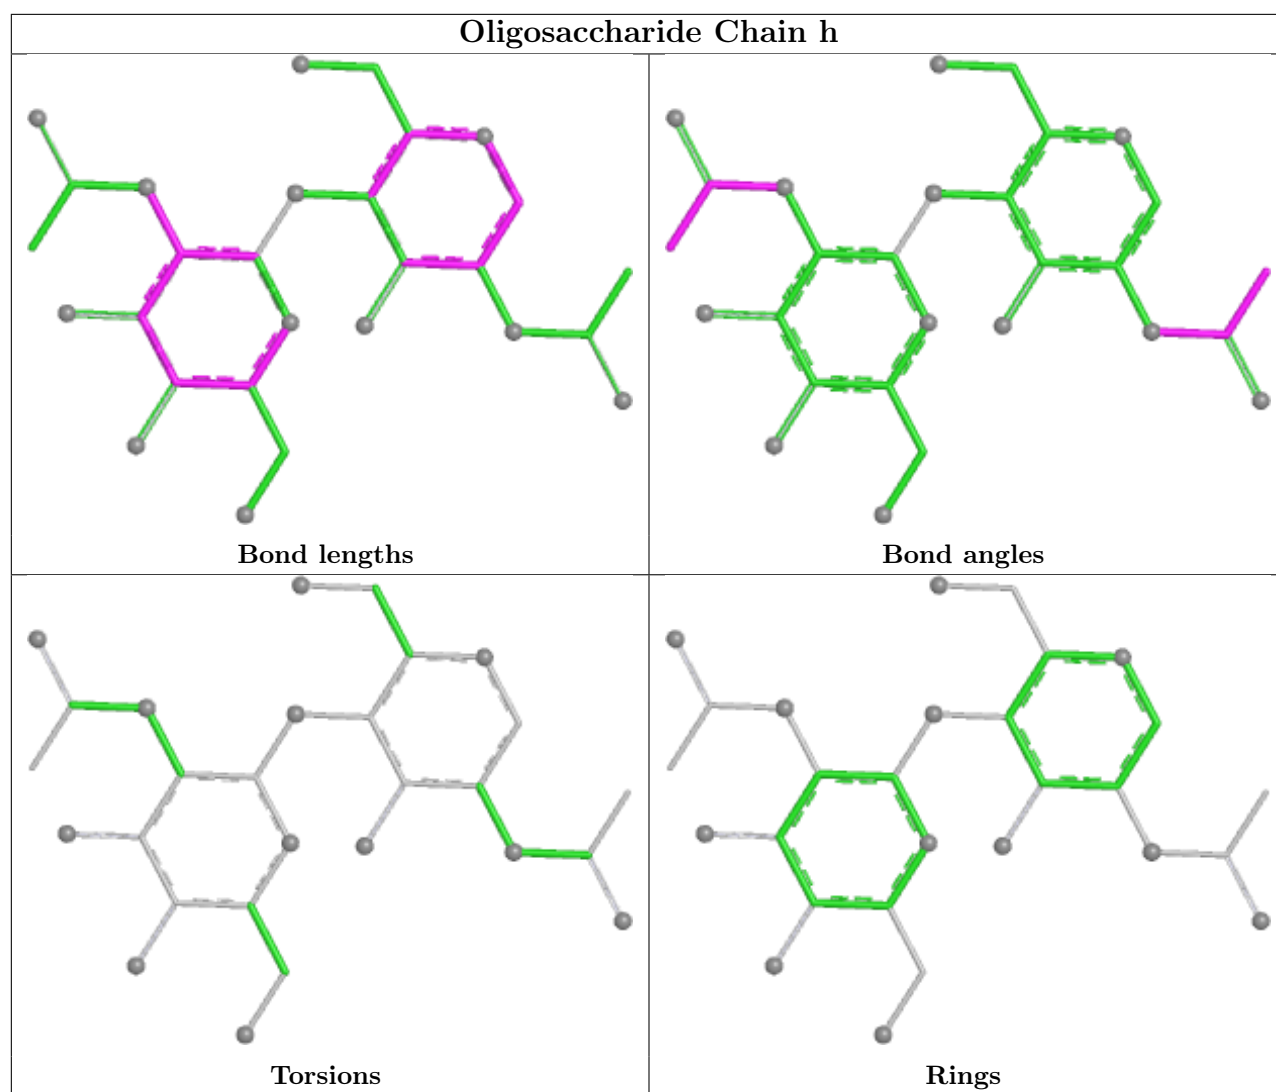 Oligosaccharide Chain h
Bond lengths
Bond angles
Torsions
Rings